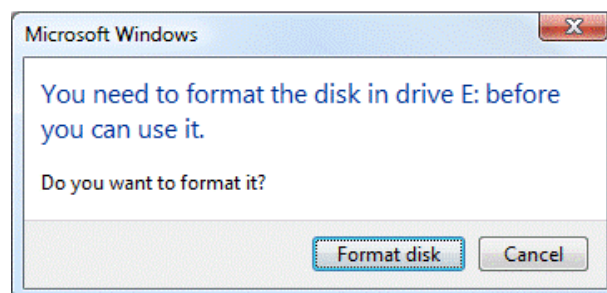 Microsoft Windows
You need to format the disk in drive E: before
you can use it.
Do you want to format it?
Format disk Cancel